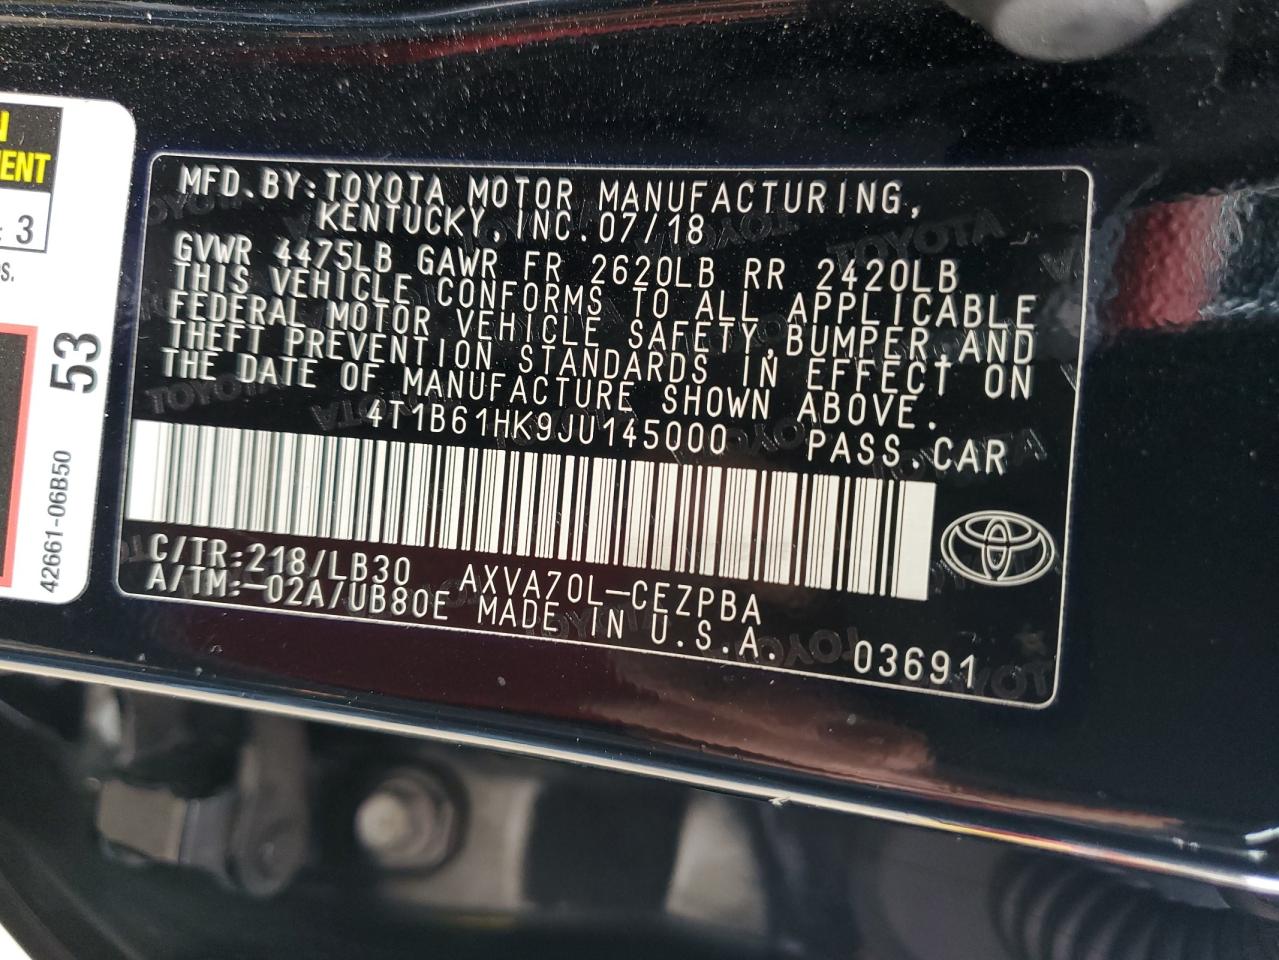 N
MENT
: 3
PS.
53
42661-06B50
MFD.BY:TOYOTA MOTOR MANUFACTURING,
KENTUCKY,INC.07/18
GVWR 4475LB GAWR FR 2620LB RR 2420LB
THIS VEHICLE CONFORMS TO ALL APPLICABLE
FEDERAL MOTOR VEHICLE SAFETY,BUMPER,AND
THEFT PREVENTION STANDARDS IN EFFECT ON
THE DATE OF MANUFACTURE SHOWN ABOVE.
4T1B61HK9JU145000 PASS.CAR
C/TR:218/LB30 AXVA70L-CEZPBA
A/TM:-02A/UB80E MADE IN U.S.A. 03691